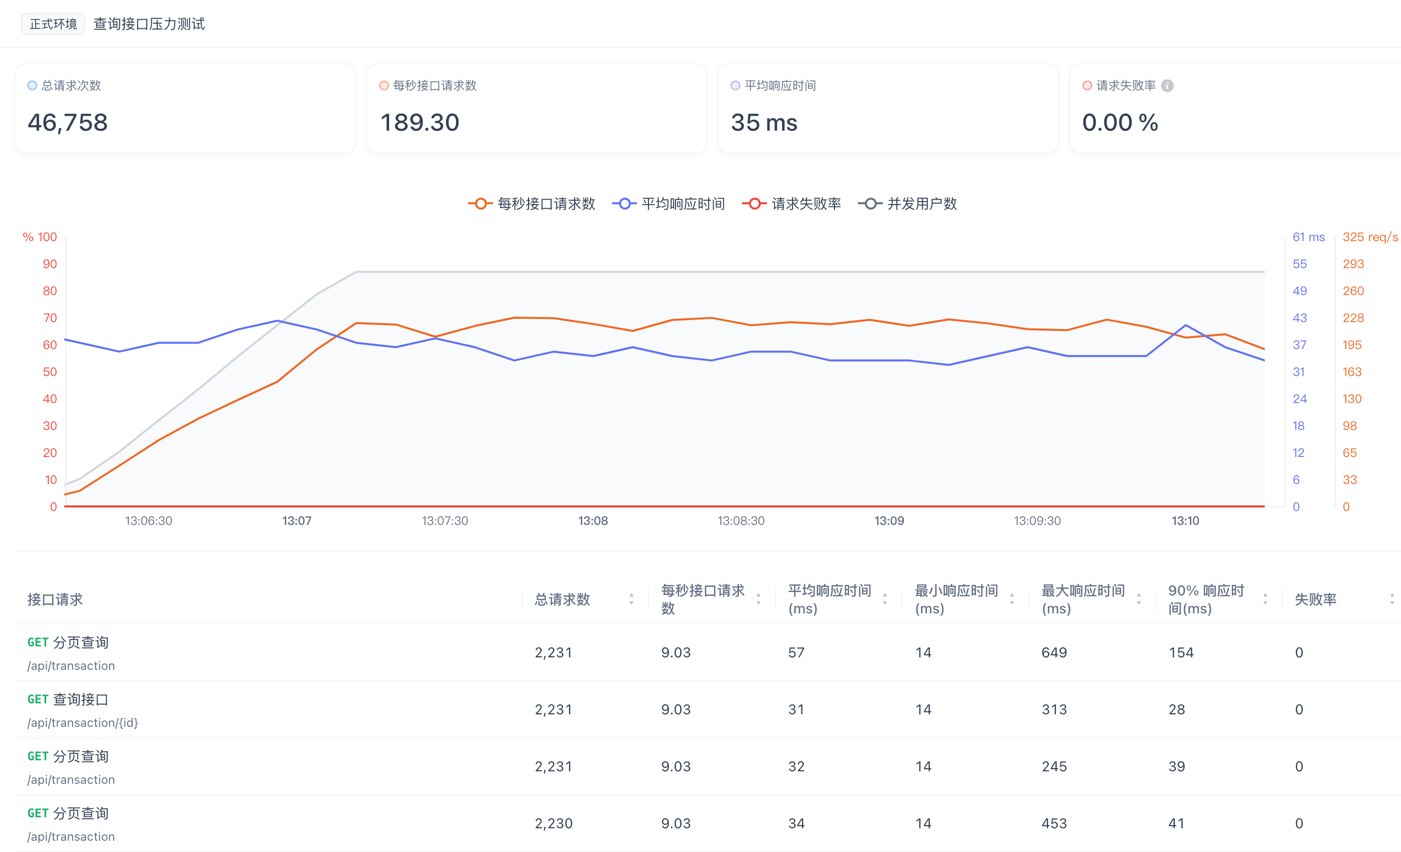 正式环境 查询接口压力测试
总请求次数
46,758
每秒接口请求数
189.30
平均响应时间
35 ms
请求失败率
0.00 %
每秒接口请求数 平均响应时间 请求失败率 并发用户数
% 100
90
80
70
60
50
40
30
20
10
0
61 ms
55
49
43
37
31
24
18
12
6
0
325 req/s
293
260
228
195
163
130
98
65
33
0
13:06:30 13:07 13:07:30 13:08 13:08:30 13:09 13:09:30 13:10
接口请求
总请求数
每秒接口请求
数
平均响应时间
(ms)
最小响应时间
(ms)
最大响应时间
(ms)
90% 响应时
间(ms)
失败率
GET 分页查询
/api/transaction
2,231 9.03 57 14 649 154 0
GET 查询接口
/api/transaction/{id}
2,231 9.03 31 14 313 28 0
GET 分页查询
/api/transaction
2,231 9.03 32 14 245 39 0
GET 分页查询
/api/transaction
2,230 9.03 34 14 453 41 0